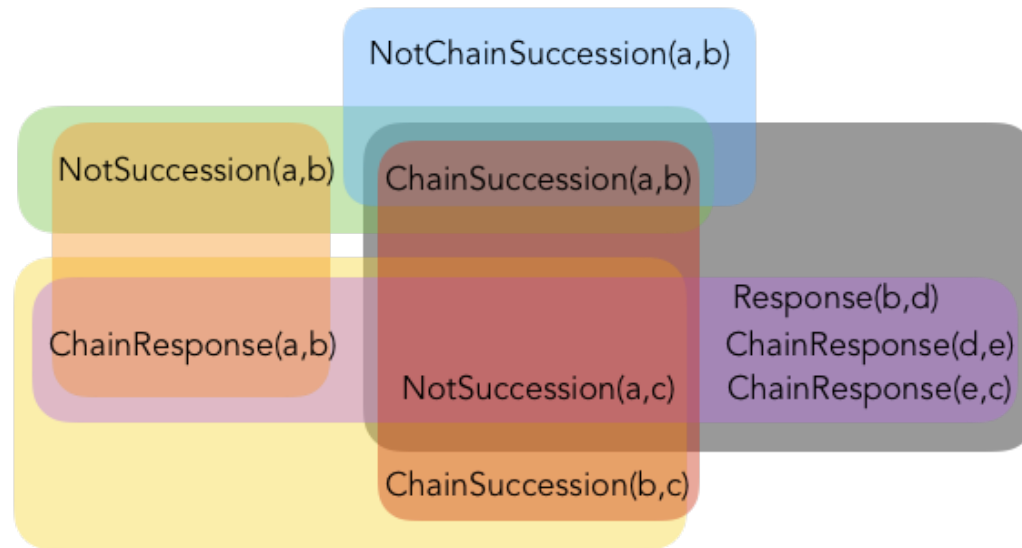 NotChainSuccession(a,b)
NotSuccession(a,b)
ChainSuccession(a,b)
Response(b,d)
ChainResponse(a,b)
ChainResponse(d,e)
NotSuccession(a,c)
ChainResponse(e,c)
ChainSuccession(b,c)